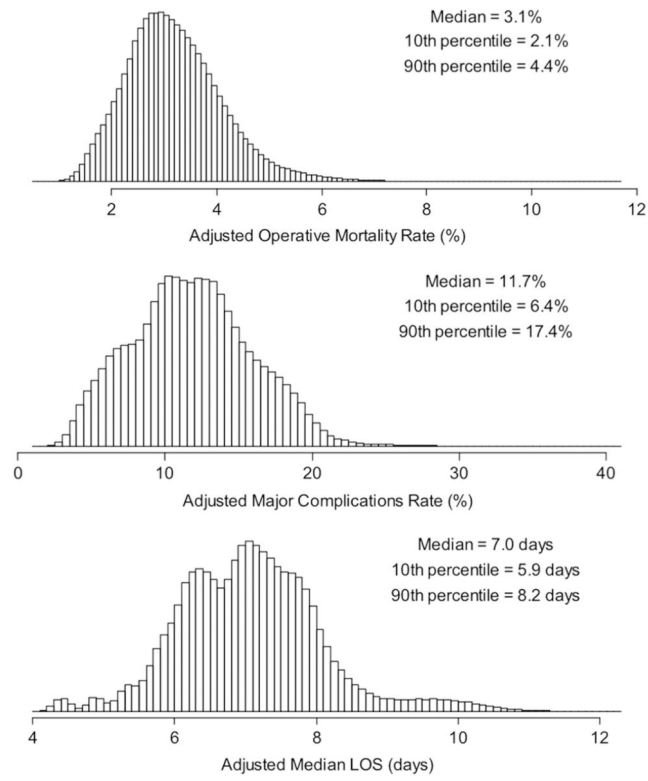 Median = 3.1%
10th percentile = 2.1%
90th percentile = 4.4%
2 4 6 8 10 12
Adjusted Operative Mortality Rate (%)
Median = 11.7%
10th percentile = 6.4%
90th percentile = 17.4%
0 10 20 30 40
Adjusted Major Complications Rate (%)
Median = 7.0 days
10th percentile = 5.9 days
90th percentile = 8.2 days
4 6 8 10 12
Adjusted Median LOS (days)